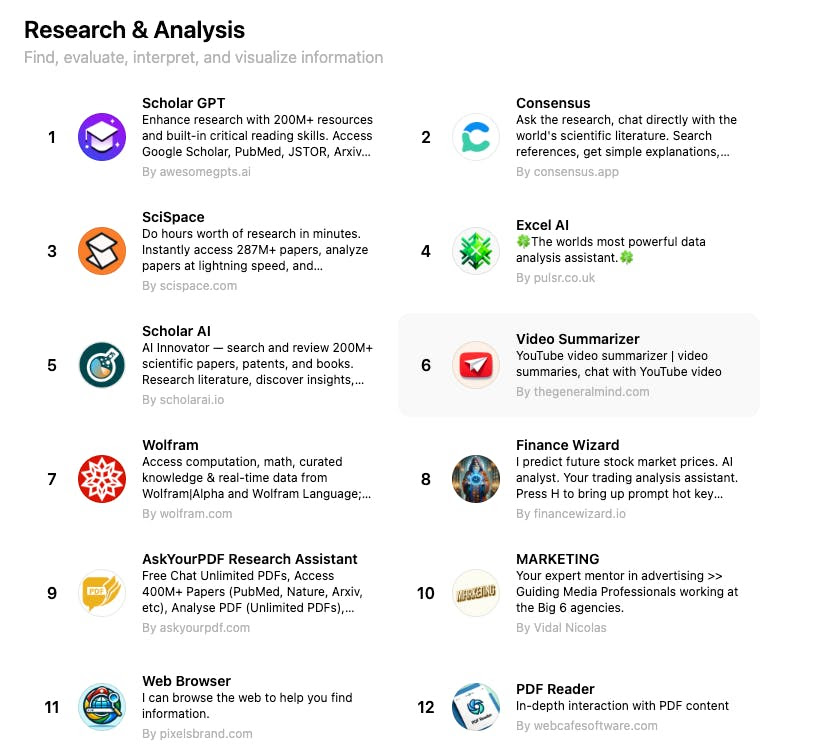 Research & Analysis
Find, evaluate, interpret, and visualize information
1
Scholar GPT
Enhance research with 200M+ resources
and built-in critical reading skills. Access
Google Scholar, PubMed, JSTOR, Arxiv...
By awesomegpts.ai
2
Consensus
Ask the research, chat directly with the
world's scientific literature. Search
references, get simple explanations,...
By consensus.app
3
SciSpace
Do hours worth of research in minutes.
Instantly access 287M+ papers, analyze
papers at lightning speed, and...
By scispace.com
4
Excel AI
🍀The worlds most powerful data
analysis assistant.🍀
By pulsr.co.uk
5
Scholar AI
AI Innovator — search and review 200M+
scientific papers, patents, and books.
Research literature, discover insights,...
By scholarai.io
6
Video Summarizer
YouTube video summarizer | video
summaries, chat with YouTube video
By thegeneralmind.com
7
Wolfram
Access computation, math, curated
knowledge & real-time data from
Wolfram|Alpha and Wolfram Language;...
By wolfram.com
8
Finance Wizard
I predict future stock market prices. AI
analyst. Your trading analysis assistant.
Press H to bring up prompt hot key...
By financewizard.io
9
PDF
AskYourPDF Research Assistant
Free Chat Unlimited PDFs, Access
400M+ Papers (PubMed, Nature, Arxiv,
etc), Analyse PDF (Unlimited PDFs),...
By askyourpdf.com
10
MARKETING
MARKETING
Your expert mentor in advertising >>
Guiding Media Professionals working at
the Big 6 agencies.
By Vidal Nicolas
11
Web Browser
I can browse the web to help you find
information.
By pixelsbrand.com
12
PDF Reader
PDF Reader
In-depth interaction with PDF content
By webcafesoftware.com